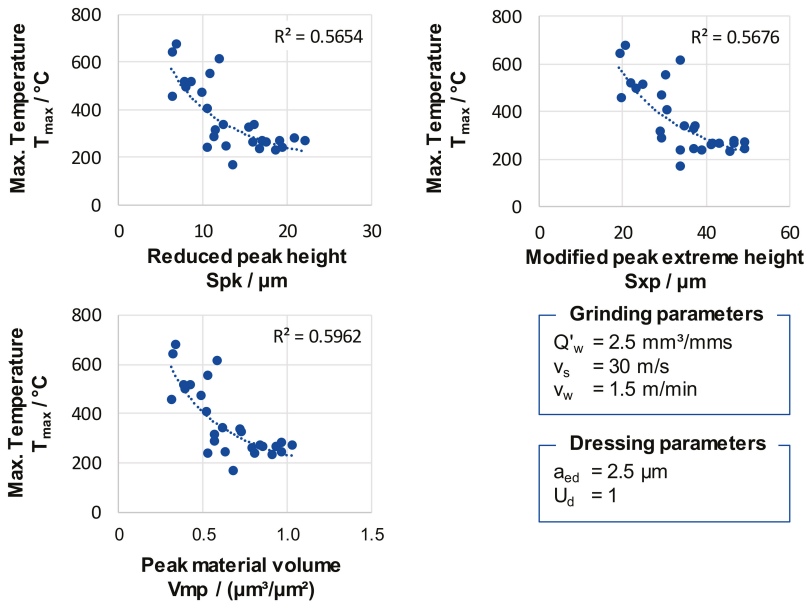 Max. Temperature
Tmax / °C
800
600
400
200
0
R² = 0.5654
0 10 20 30
Reduced peak height
Spk / µm
Max. Temperature
Tmax / °C
800
600
400
200
0
R² = 0.5676
0 20 40 60
Modified peak extreme height
Sxp / µm
Max. Temperature
Tmax / °C
800
600
400
200
0
R² = 0.5962
0 0.5 1.0 1.5
Peak material volume
Vmp / (µm³/µm²)
Grinding parameters
Q'w = 2.5 mm³/mms
vs = 30 m/s
vw = 1.5 m/min
Dressing parameters
aed = 2.5 µm
Ud = 1